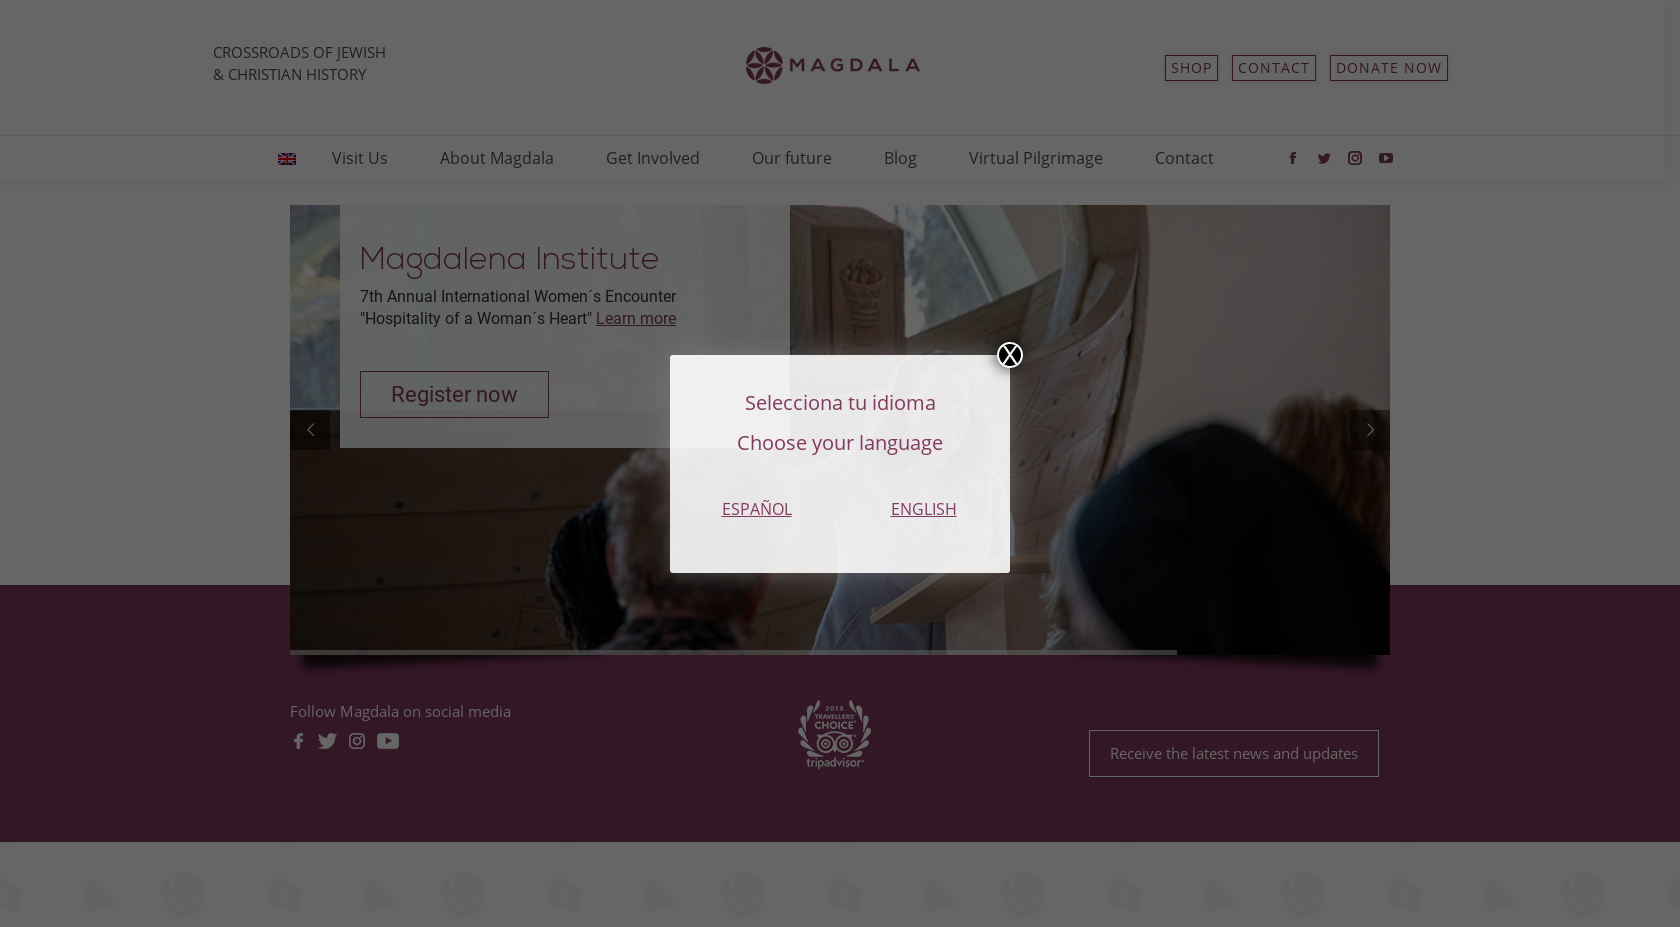 CROSSROADS OF JEWISH
& CHRISTIAN HISTORY
MAGDALA
SHOP
CONTACT
DONATE NOW
Visit Us
About Magdala
Get Involved
Our future
Blog
Virtual Pilgrimage
Contact
Magdalena Institute
7th Annual International Women´s Encounter
"Hospitality of a Woman´s Heart" Learn more
Register now
X
Selecciona tu idioma
Choose your language
ESPAÑOL
ENGLISH
Follow Magdala on social media
2018
TRAVELLERS'
CHOICE
tripadvisor
Receive the latest news and updates